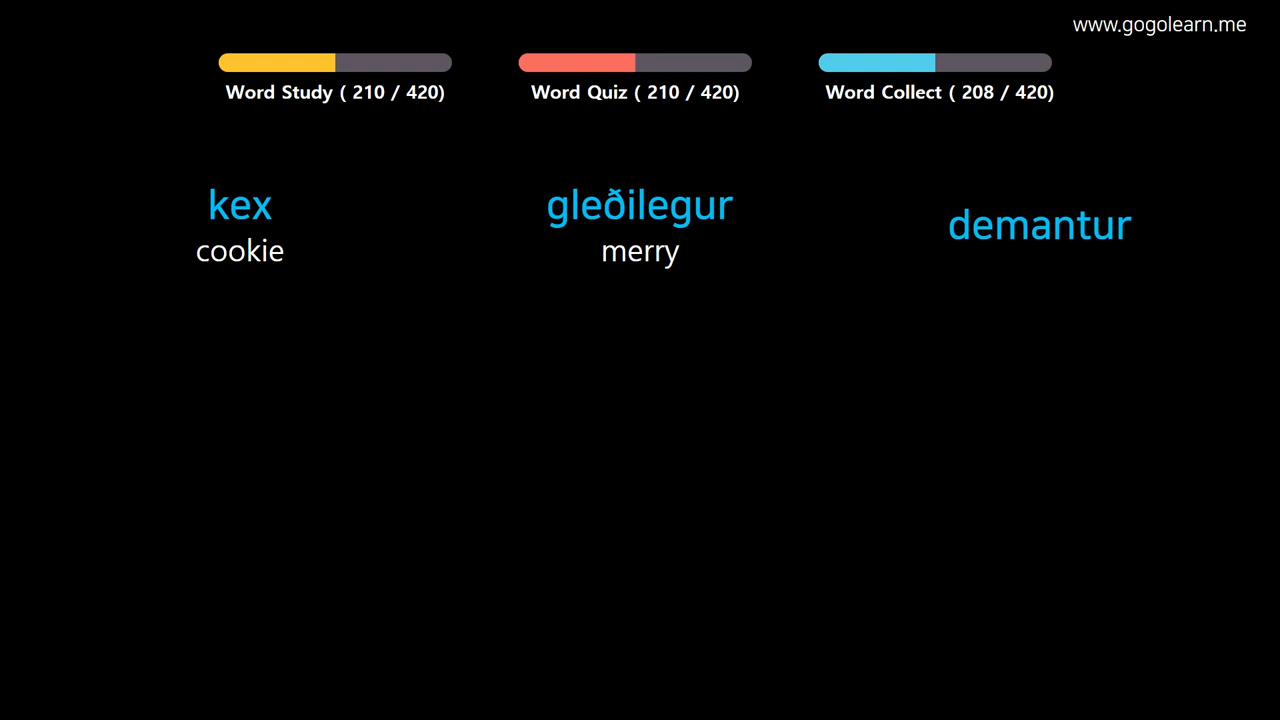 www.gogolearn.me
Word Study ( 210 / 420)
Word Quiz ( 210 / 420)
Word Collect ( 208 / 420)
kex
cookie
gleðilegur
merry
demantur